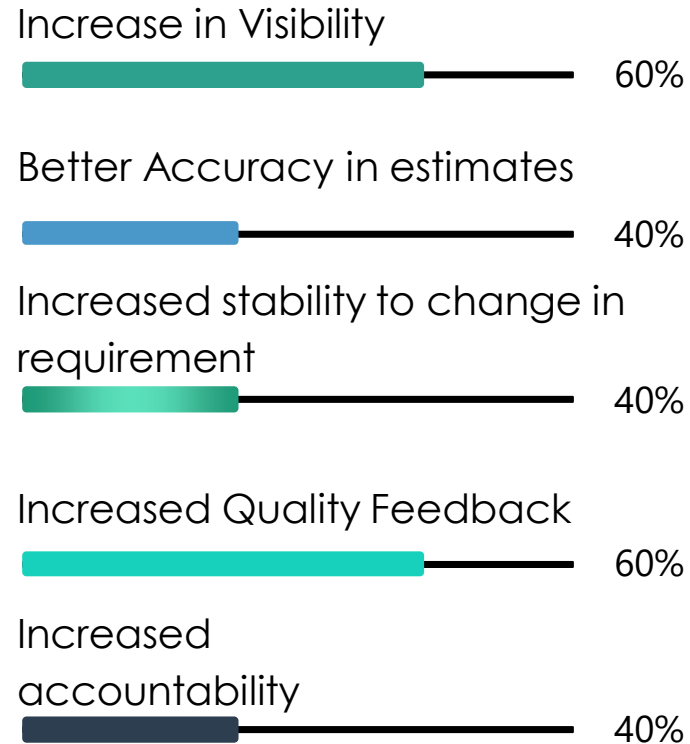 Increase in Visibility
60%
Better Accuracy in estimates
40%
Increased stability to change in
requirement
40%
Increased Quality Feedback
60%
Increased
accountability
40%